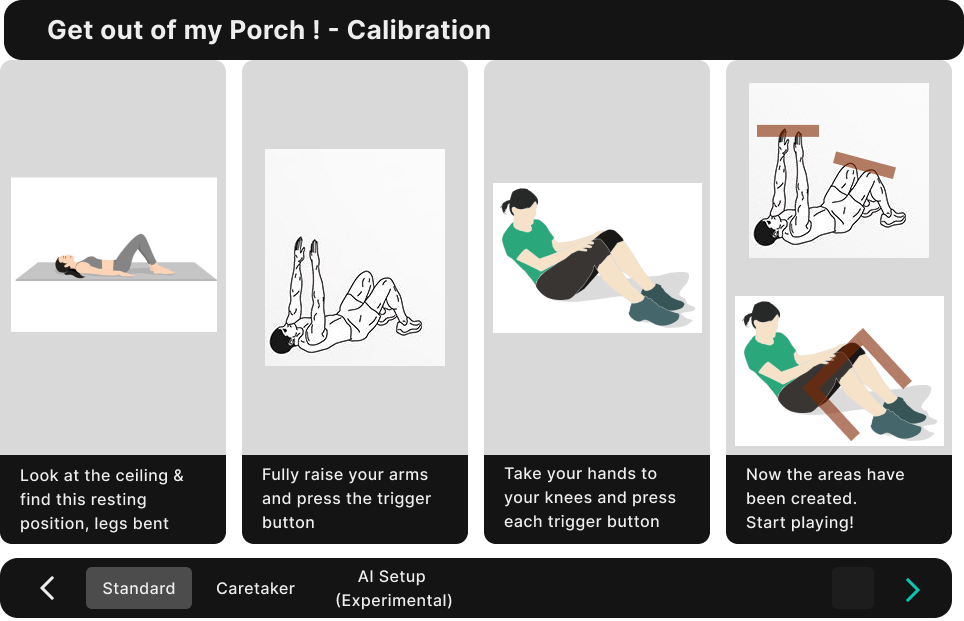 Get out of my Porch ! - Calibration
Look at the ceiling &
find this resting
position, legs bent
Fully raise your arms
and press the trigger
button
Take your hands to
your knees and press
each trigger button
Now the areas have
been created.
Start playing!
Standard
Caretaker
AI Setup
(Experimental)